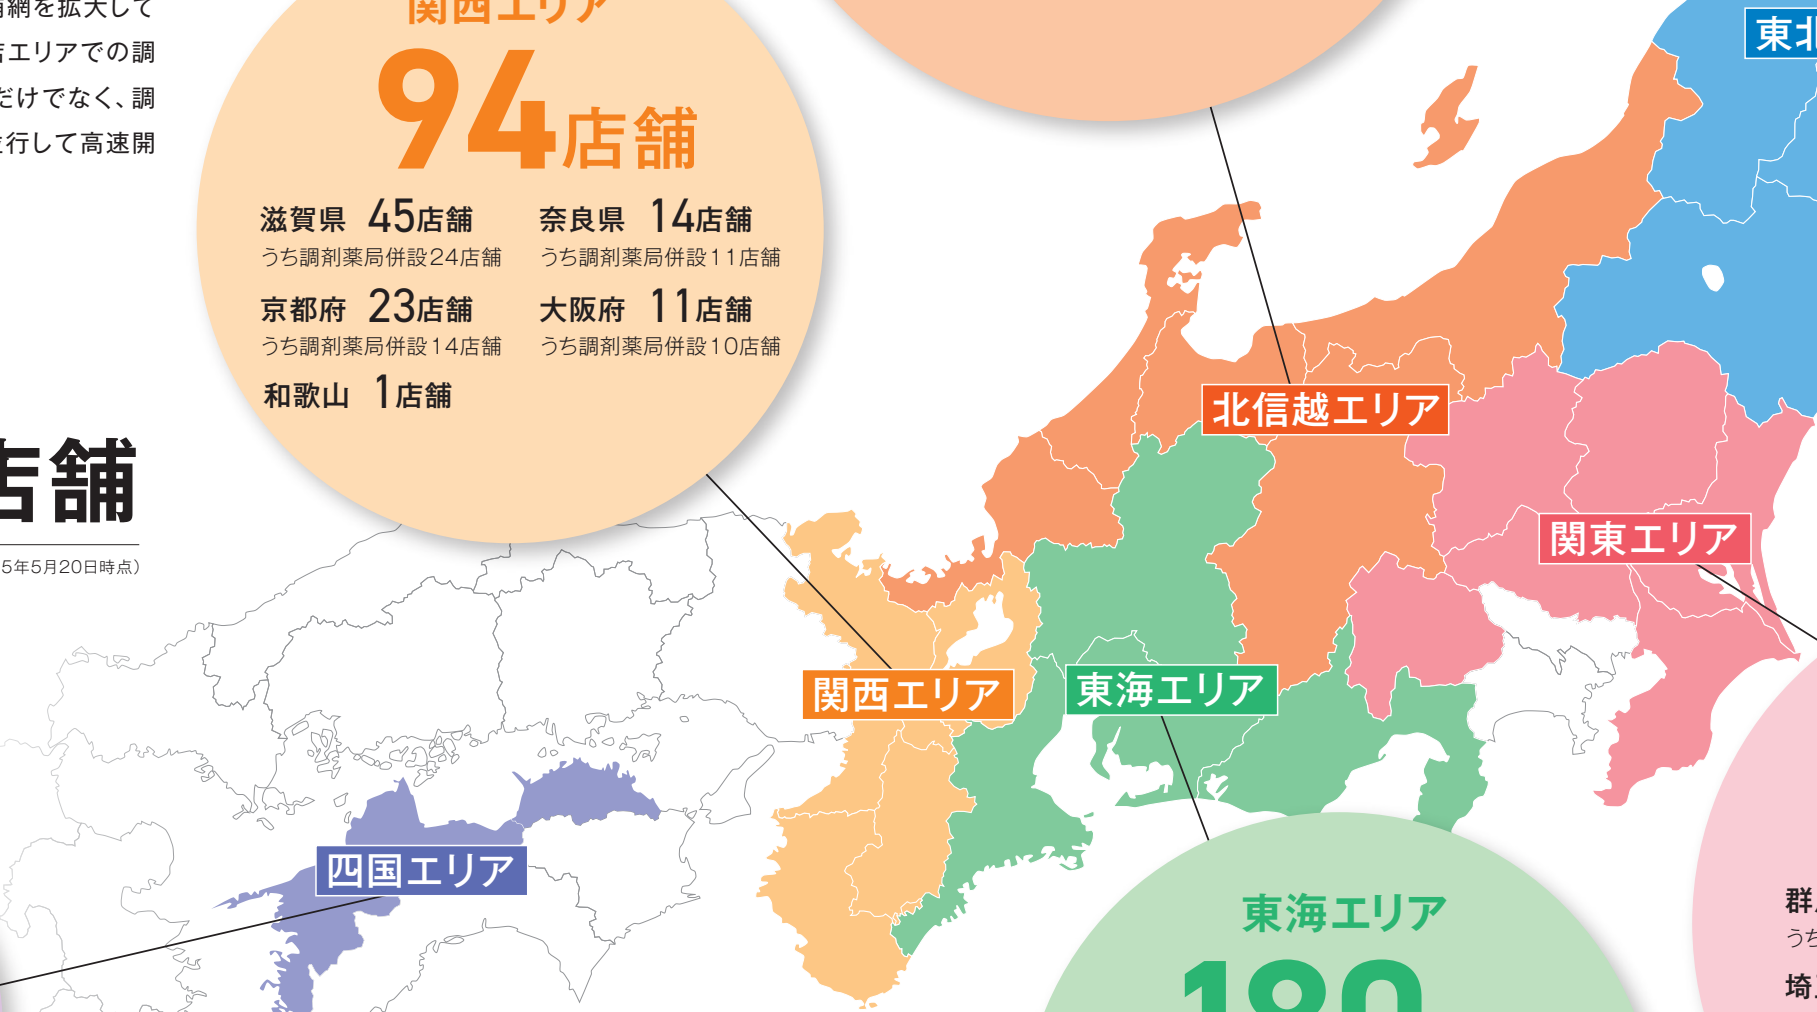 網を拡大して
エリアでの調
だけでなく、調
行して高速開
店舗
5年5月20日時点）
関西エリア
94店舗
滋賀県 45店舗
うち調剤薬局併設24店舗
奈良県 14店舗
うち調剤薬局併設11店舗
京都府 23店舗
うち調剤薬局併設14店舗
大阪府 11店舗
うち調剤薬局併設10店舗
和歌山 1店舗
東北
北信越エリア
関東エリア
関西エリア
東海エリア
四国エリア
東海エリア
群
うち
埼